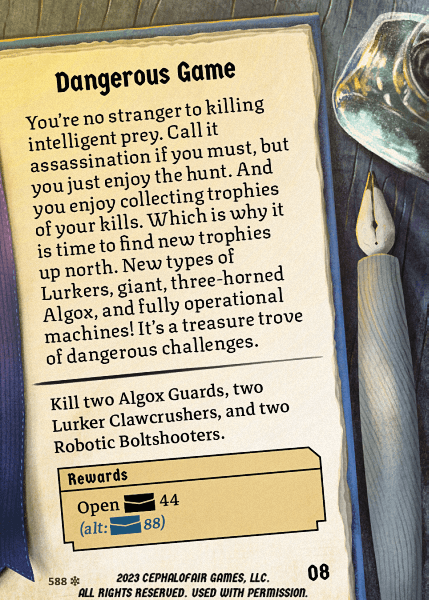 Dangerous Game
You’re no stranger to killing
intelligent prey. Call it
assassination if you must, but
you just enjoy the hunt. And
you enjoy collecting trophies
of your kills. Which is why it
is time to find new trophies
up north. New types of
Lurkers, giant, three-horned
Algox, and fully operational
machines! It’s a treasure trove
of dangerous challenges.
Kill two Algox Guards, two
Lurker Clawcrushers, and two
Robotic Boltshooters.
Rewards
Open 44
(alt: 88)
588 ✻
2023 CEPHALOFAIR GAMES, LLC.
ALL RIGHTS RESERVED. USED WITH PERMISSION.
08